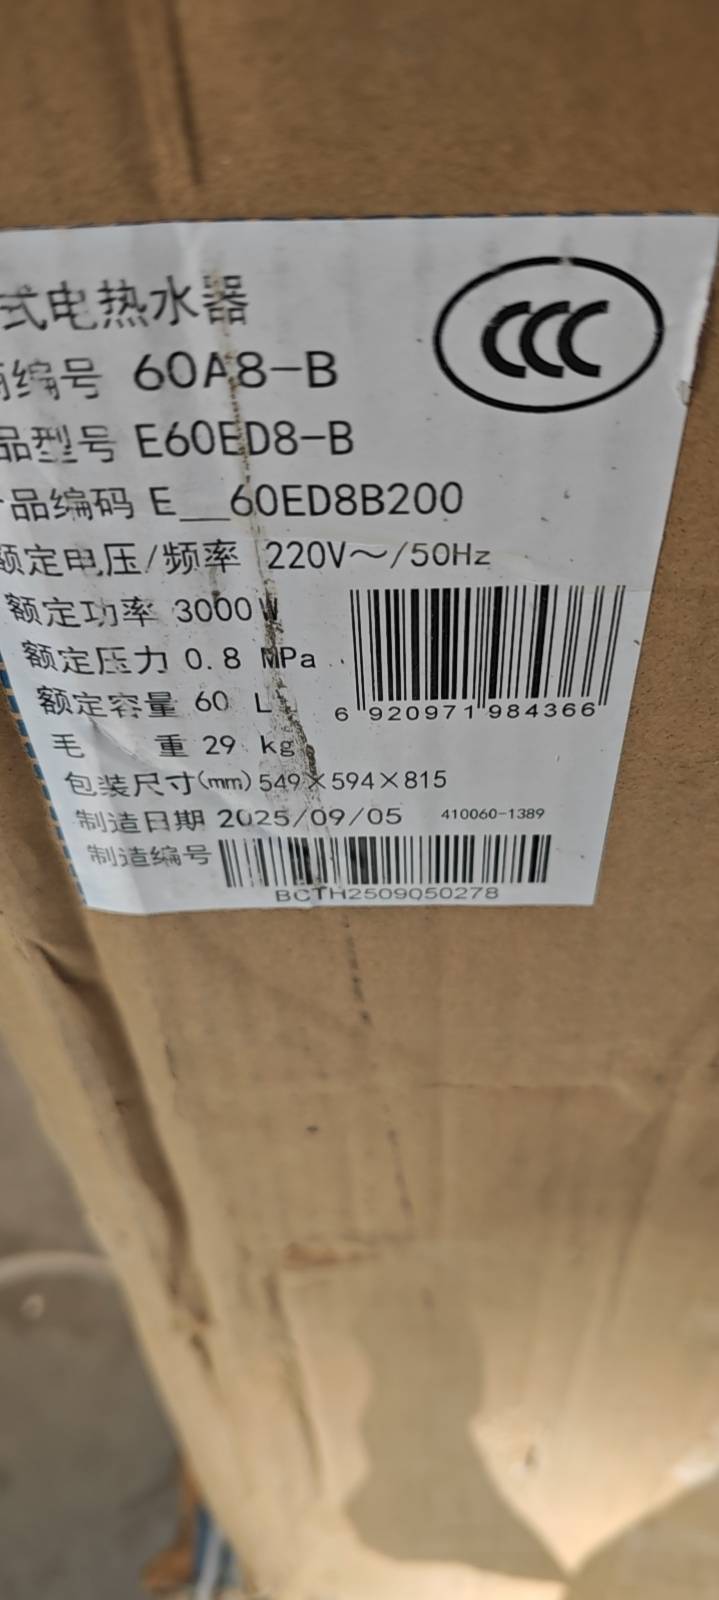 式电热水器
CCC
编号 60A8-B
品型号 E60ED8-B
品编码 E__60ED8B200
额定电压/频率 220V～/50Hz
额定功率 3000W
额定压力 0.8 MPa
额定容量 60 L
6 920971 984366
毛 重 29 kg
包装尺寸(mm) 549×594×815
制造日期 2025/09/05 410060-1389
制造编号
BCTH2509050278